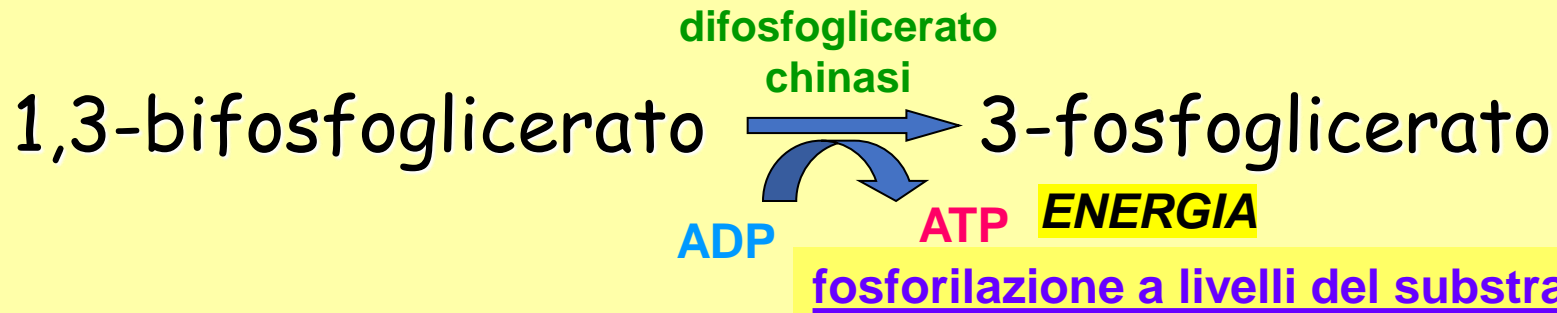 difosfoglicerato
chinasi
1,3-bifosfoglicerato 3-fosfoglicerato
ADP ATP ENERGIA
fosforilazione a livelli del substra